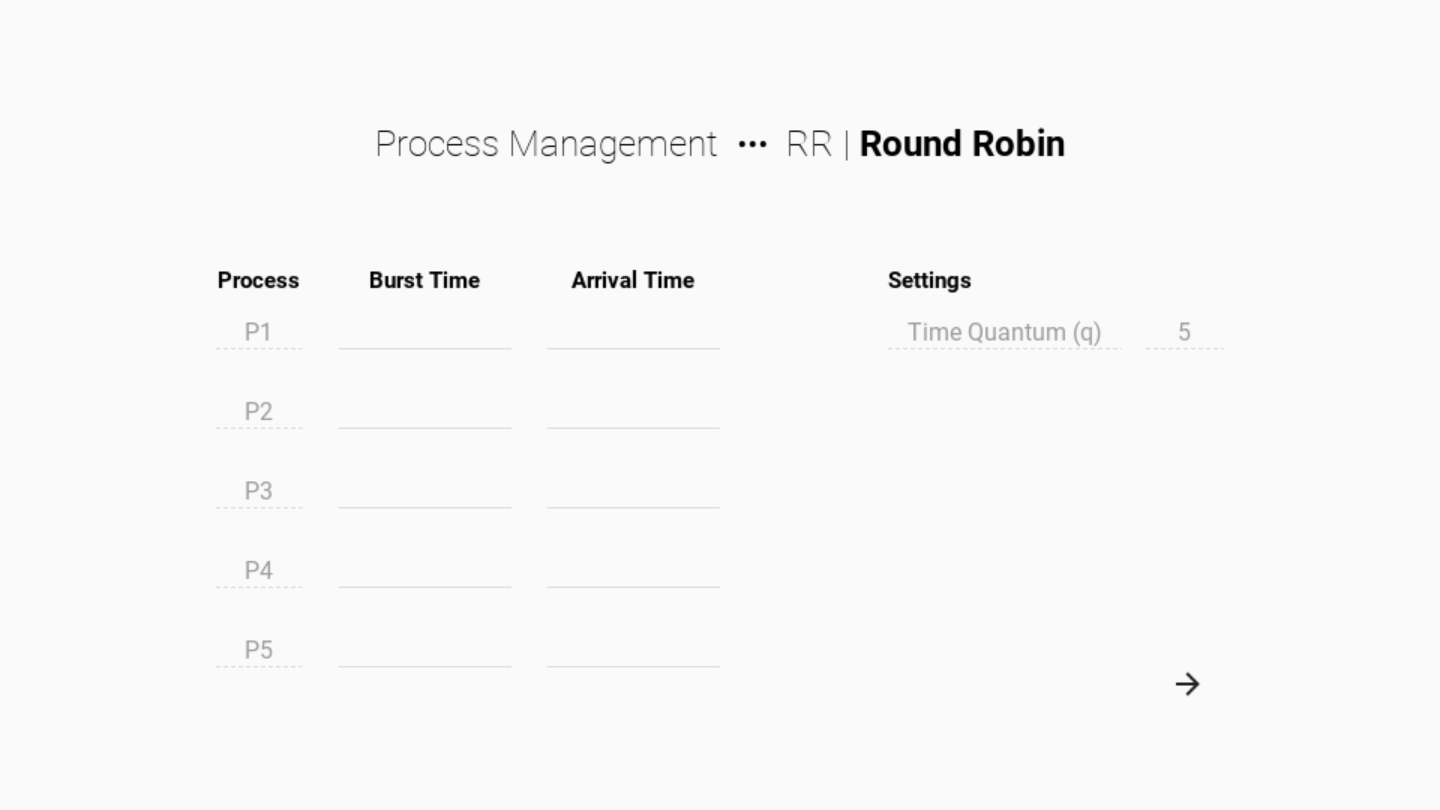 Process Management ••• RR | Round Robin
Process Burst Time Arrival Time Settings
P1 Time Quantum (q) 5
P2
P3
P4
P5